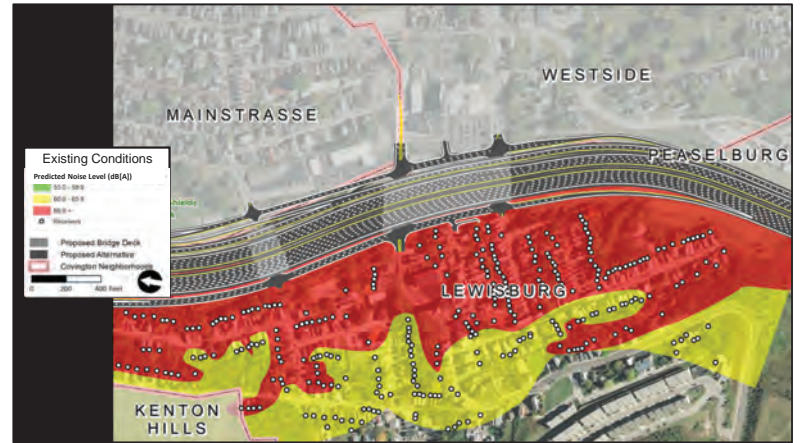 WESTSIDE
MAINSTRASSE
PEASELBURG
Existing Conditions
Predicted Noise Level (dB[A])
Receivers
Proposed Bridge Deck
Proposed Alternative
Covington Neighborhoods
0 200 400 Feet
LEWISBURG
KENTON
HILLS